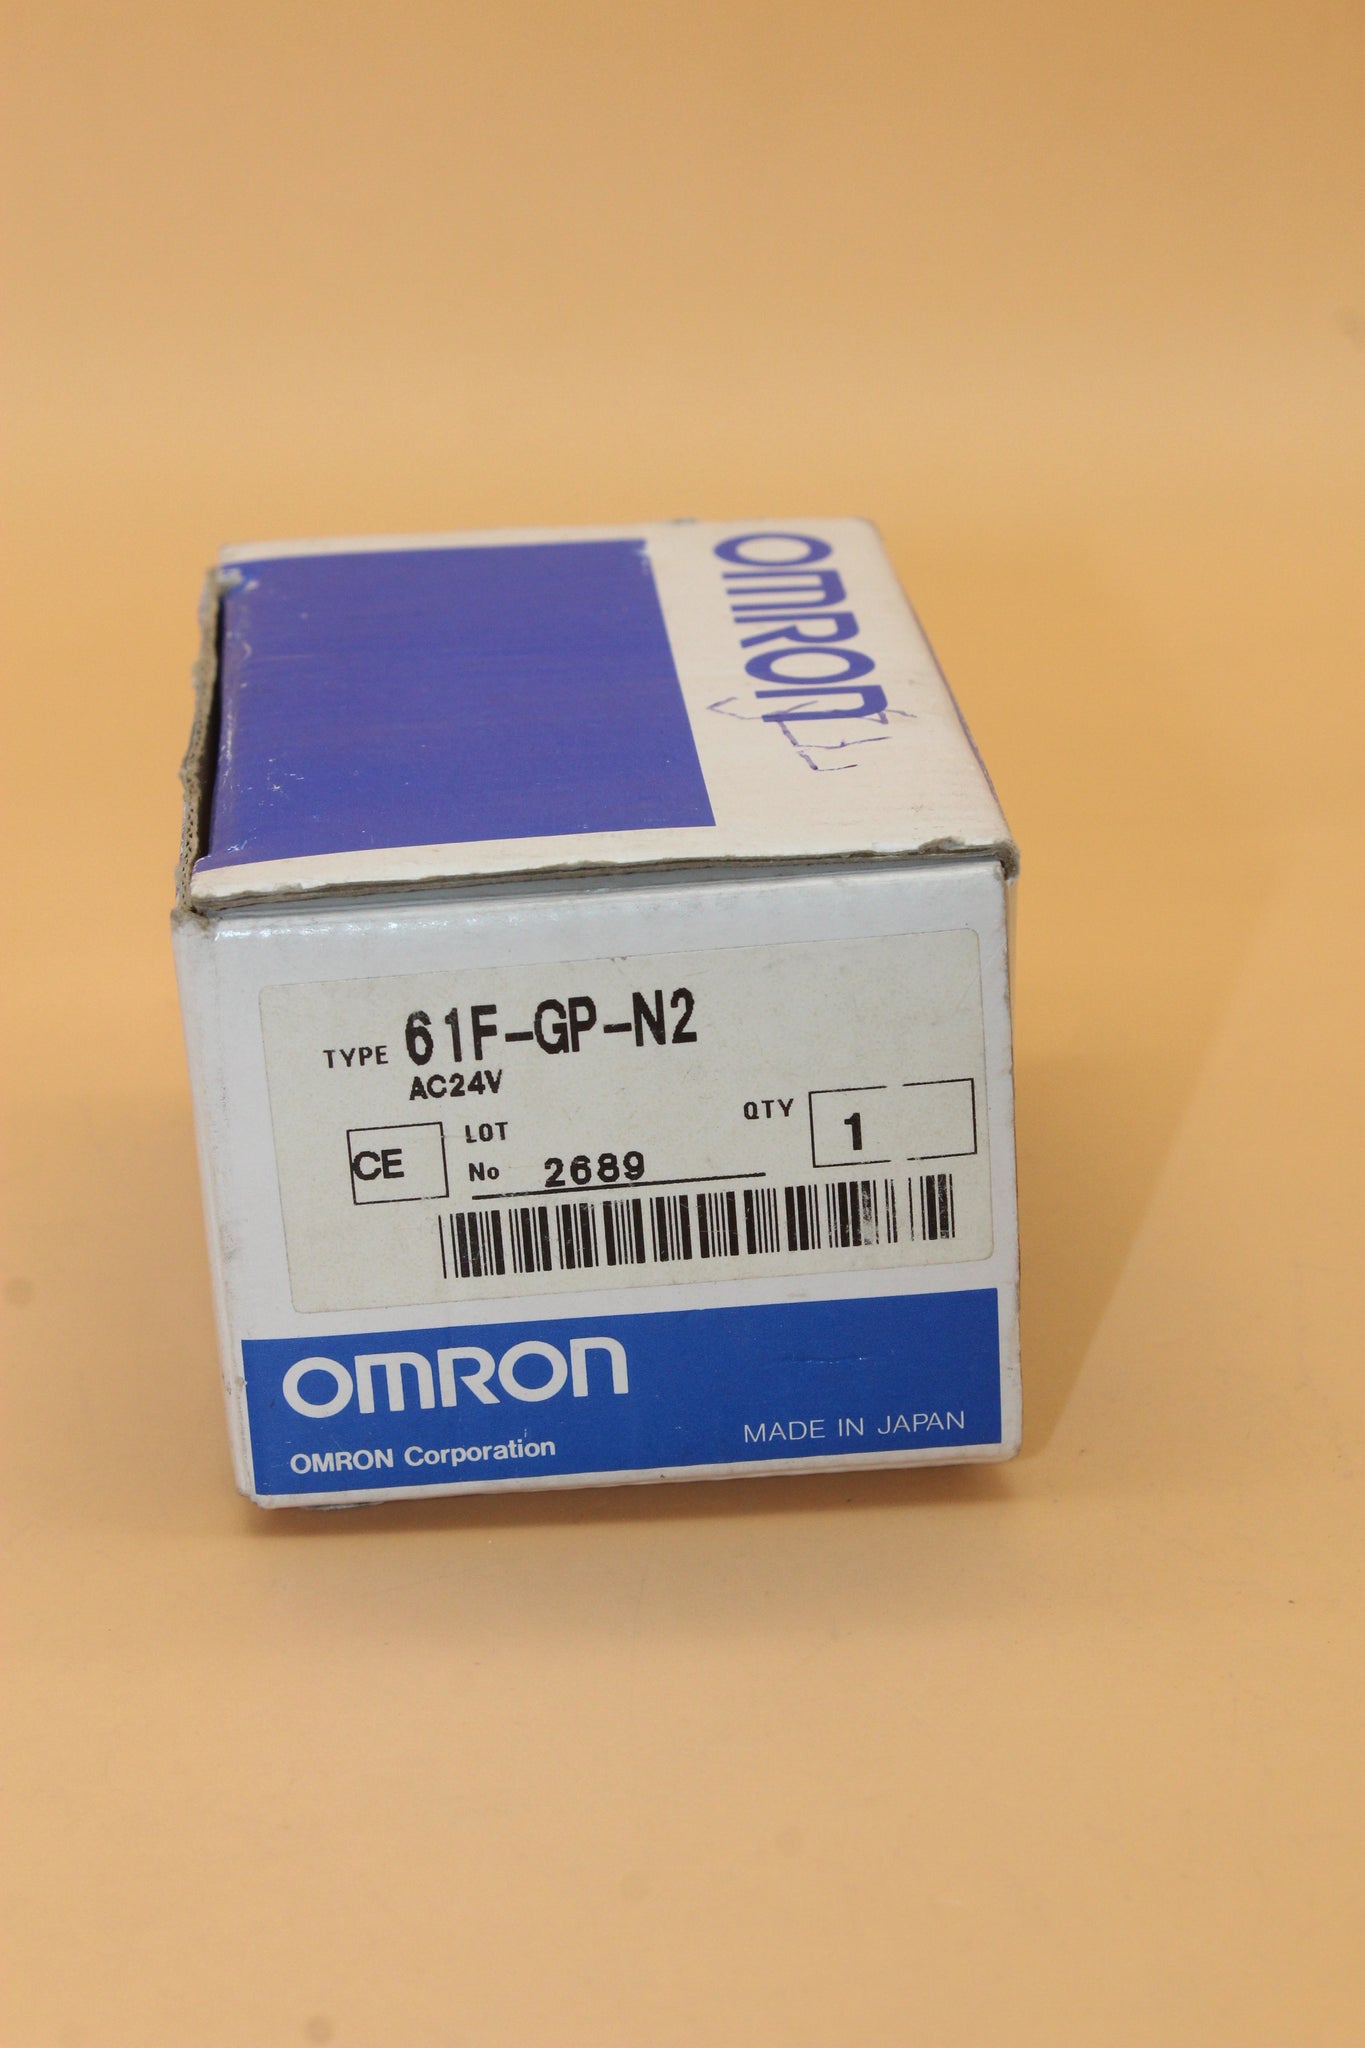 OMRON
TYPE 61F-GP-N2
AC24V
CE
LOT
No 2689
QTY 1
OMRON
OMRON Corporation
MADE IN JAPAN